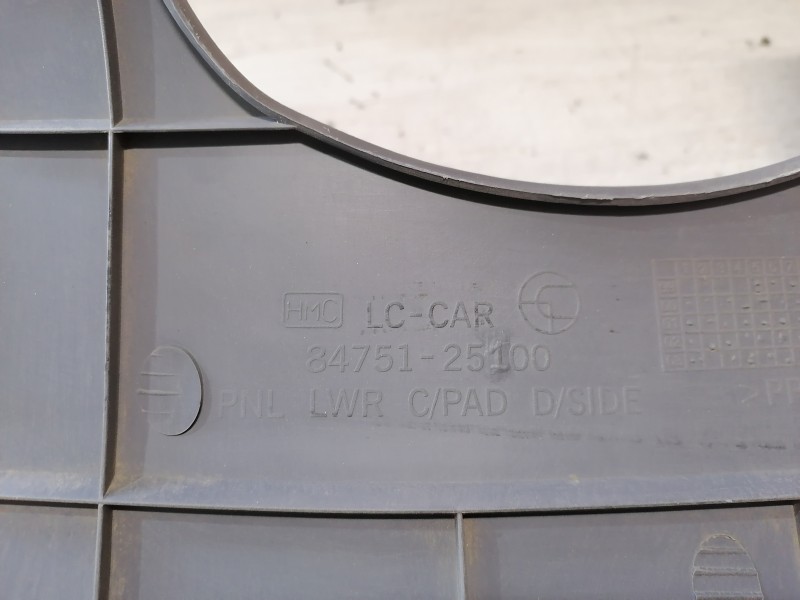 HMC LC-CAR
84751-25100
PNL LWR C/PAD D/SIDE
>PP